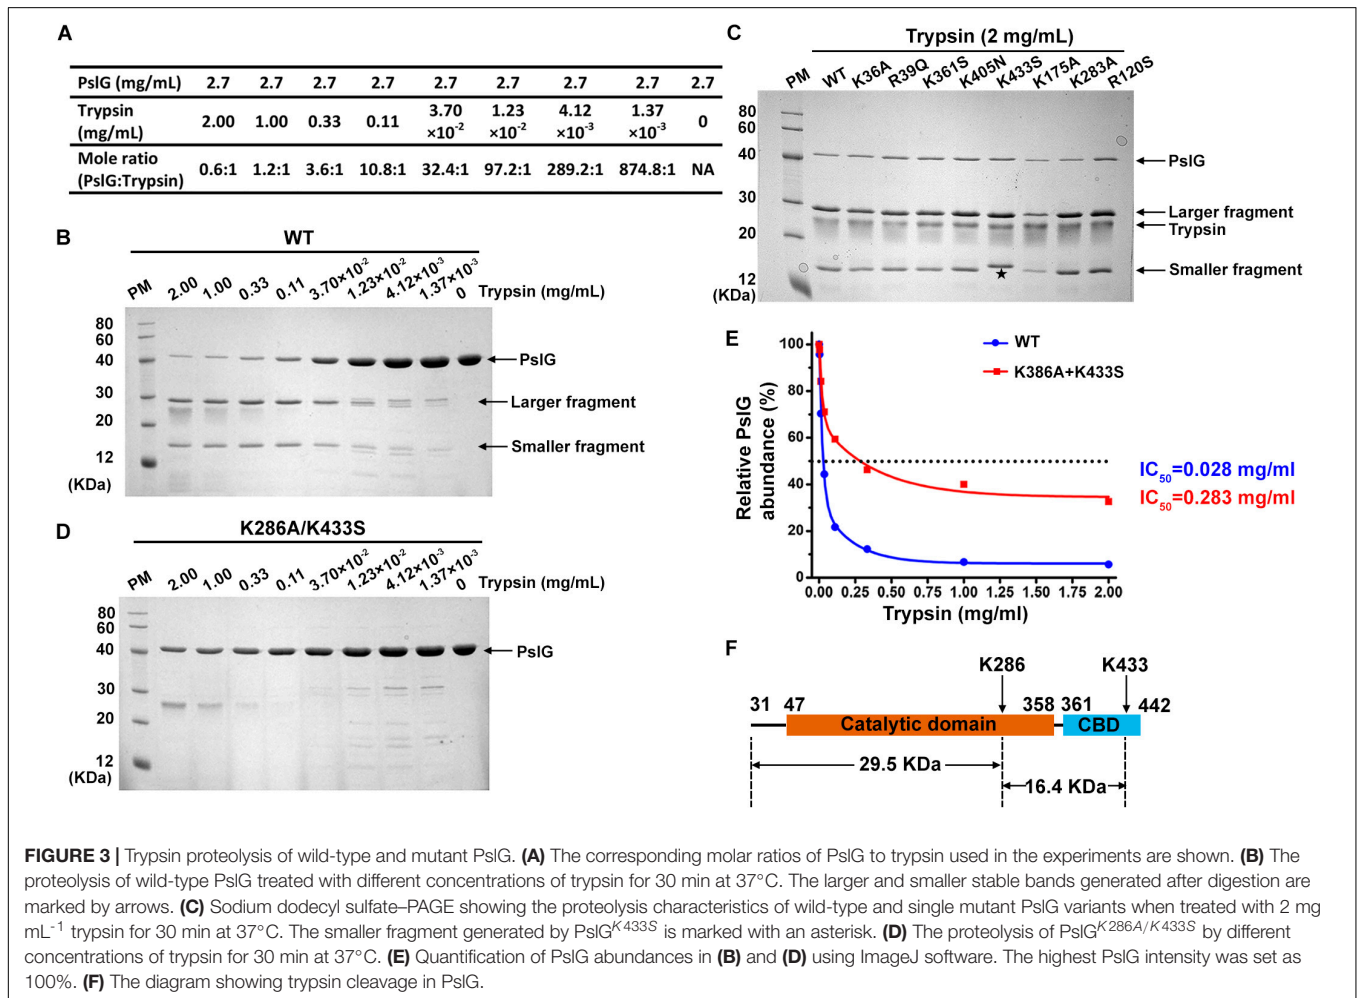 A
PslG (mg/mL) 2.7 2.7 2.7 2.7 2.7 2.7 2.7 2.7 2.7
Trypsin (mg/mL) 2.00 1.00 0.33 0.11 3.70 ×10-2 1.23 ×10-2 4.12 ×10-3 1.37 ×10-3 0
Mole ratio (PslG:Trypsin) 0.6:1 1.2:1 3.6:1 10.8:1 32.4:1 97.2:1 289.2:1 874.8:1 NA
B
WT
PM 2.00 1.00 0.33 0.11 3.70×10-2 1.23×10-2 4.12×10-3 1.37×10-3 0 Trypsin (mg/mL)
80
60
40 PslG
30 Larger fragment
20
Smaller fragment
12
(KDa)
C
Trypsin (2 mg/mL)
PM WT K36A R39Q K361S K405N K433S K175A K283A R120S
80
60
40 PslG
30
Larger fragment
Trypsin
20
Smaller fragment
12
(KDa)
★
D
K286A/K433S
PM 2.00 1.00 0.33 0.11 3.70×10-2 1.23×10-2 4.12×10-3 1.37×10-3 0 Trypsin (mg/mL)
80
60
40 PslG
30
20
12
(KDa)
E
WT
K386A+K433S
Relative PslG
abundance (%)
100
80
60
40
20
0
0.00 0.25 0.50 0.75 1.00 1.25 1.50 1.75 2.00
Trypsin (mg/ml)
IC50=0.028 mg/ml
IC50=0.283 mg/ml
F
K286 K433
31 47 358 361 442
Catalytic domain CBD
29.5 KDa
16.4 KDa
FIGURE 3 | Trypsin proteolysis of wild-type and mutant PslG. (A) The corresponding molar ratios of PslG to trypsin used in the experiments are shown. (B) The
proteolysis of wild-type PslG treated with different concentrations of trypsin for 30 min at 37°C. The larger and smaller stable bands generated after digestion are
marked by arrows. (C) Sodium dodecyl sulfate–PAGE showing the proteolysis characteristics of wild-type and single mutant PslG variants when treated with 2 mg
mL-1 trypsin for 30 min at 37°C. The smaller fragment generated by PslGK433S is marked with an asterisk. (D) The proteolysis of PslGK286A/K433S by different
concentrations of trypsin for 30 min at 37°C. (E) Quantification of PslG abundances in (B) and (D) using ImageJ software. The highest PslG intensity was set as
100%. (F) The diagram showing trypsin cleavage in PslG.